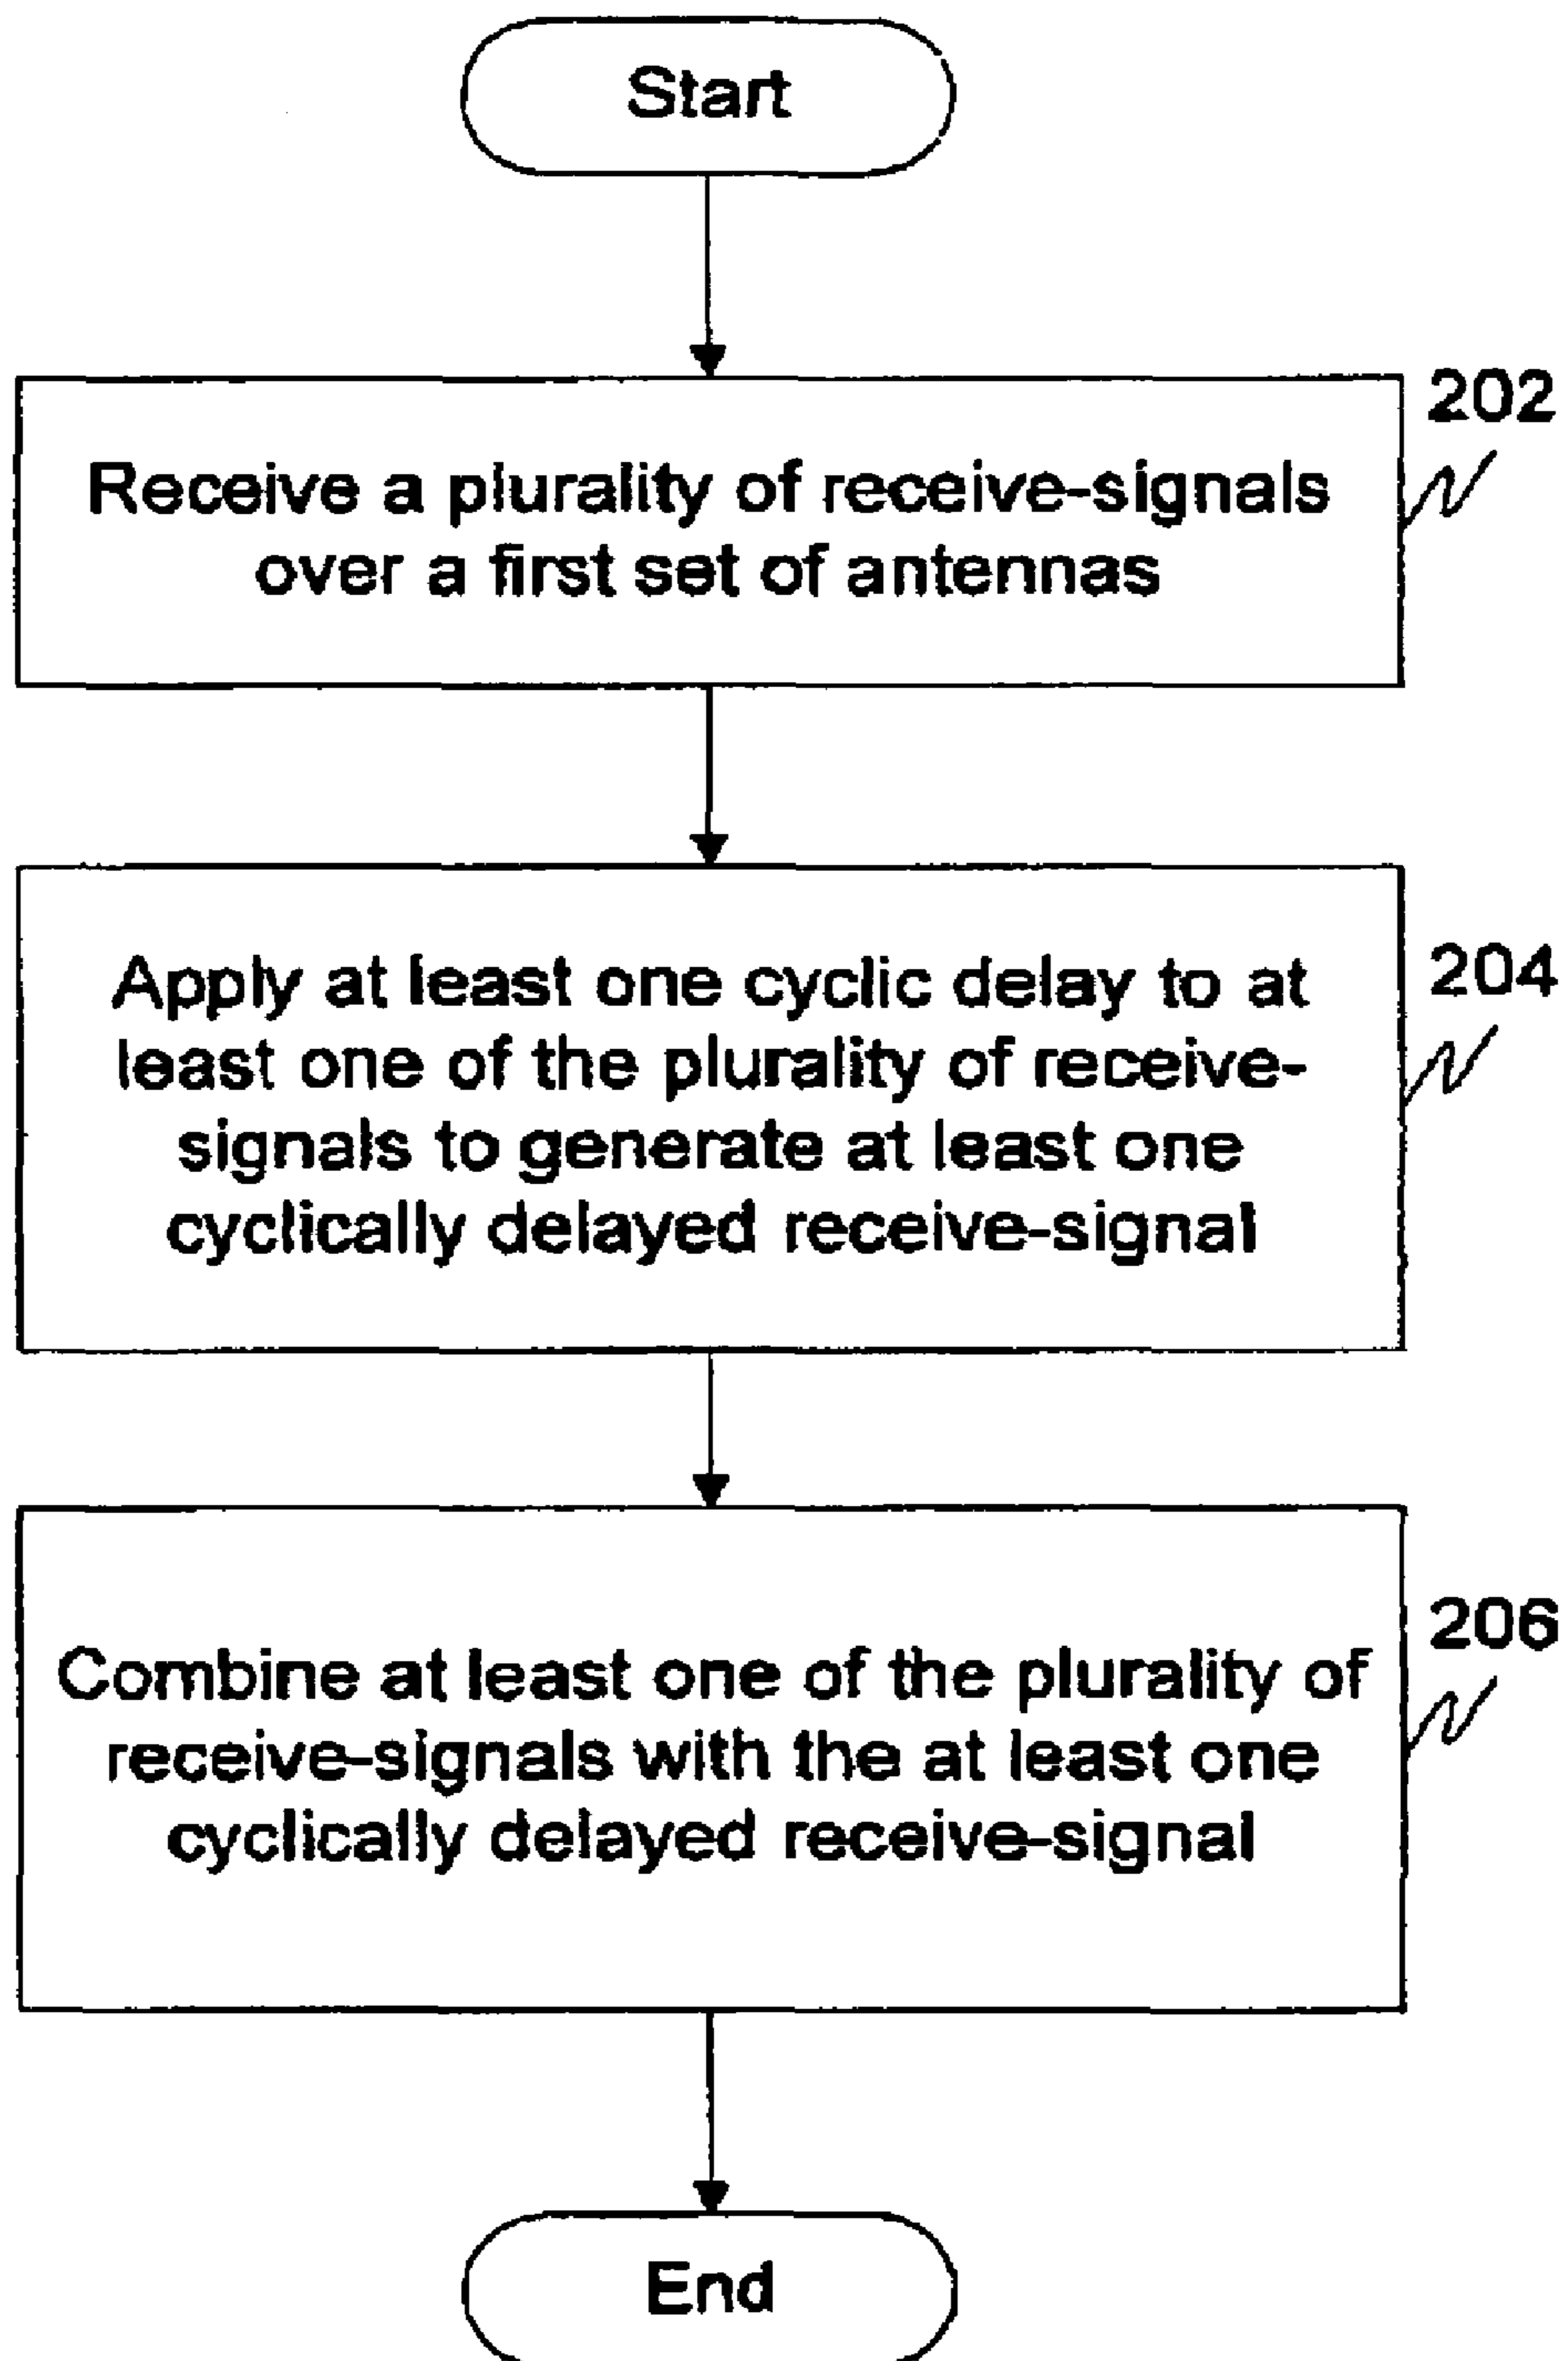 Start
202
Receive a plurality of receive-signals
over a first set of antennas
204
Apply at least one cyclic delay to at
least one of the plurality of receive-
signals to generate at least one
cyclically delayed receive-signal
206
Combine at least one of the plurality of
receive-signals with the at least one
cyclically delayed receive-signal
End